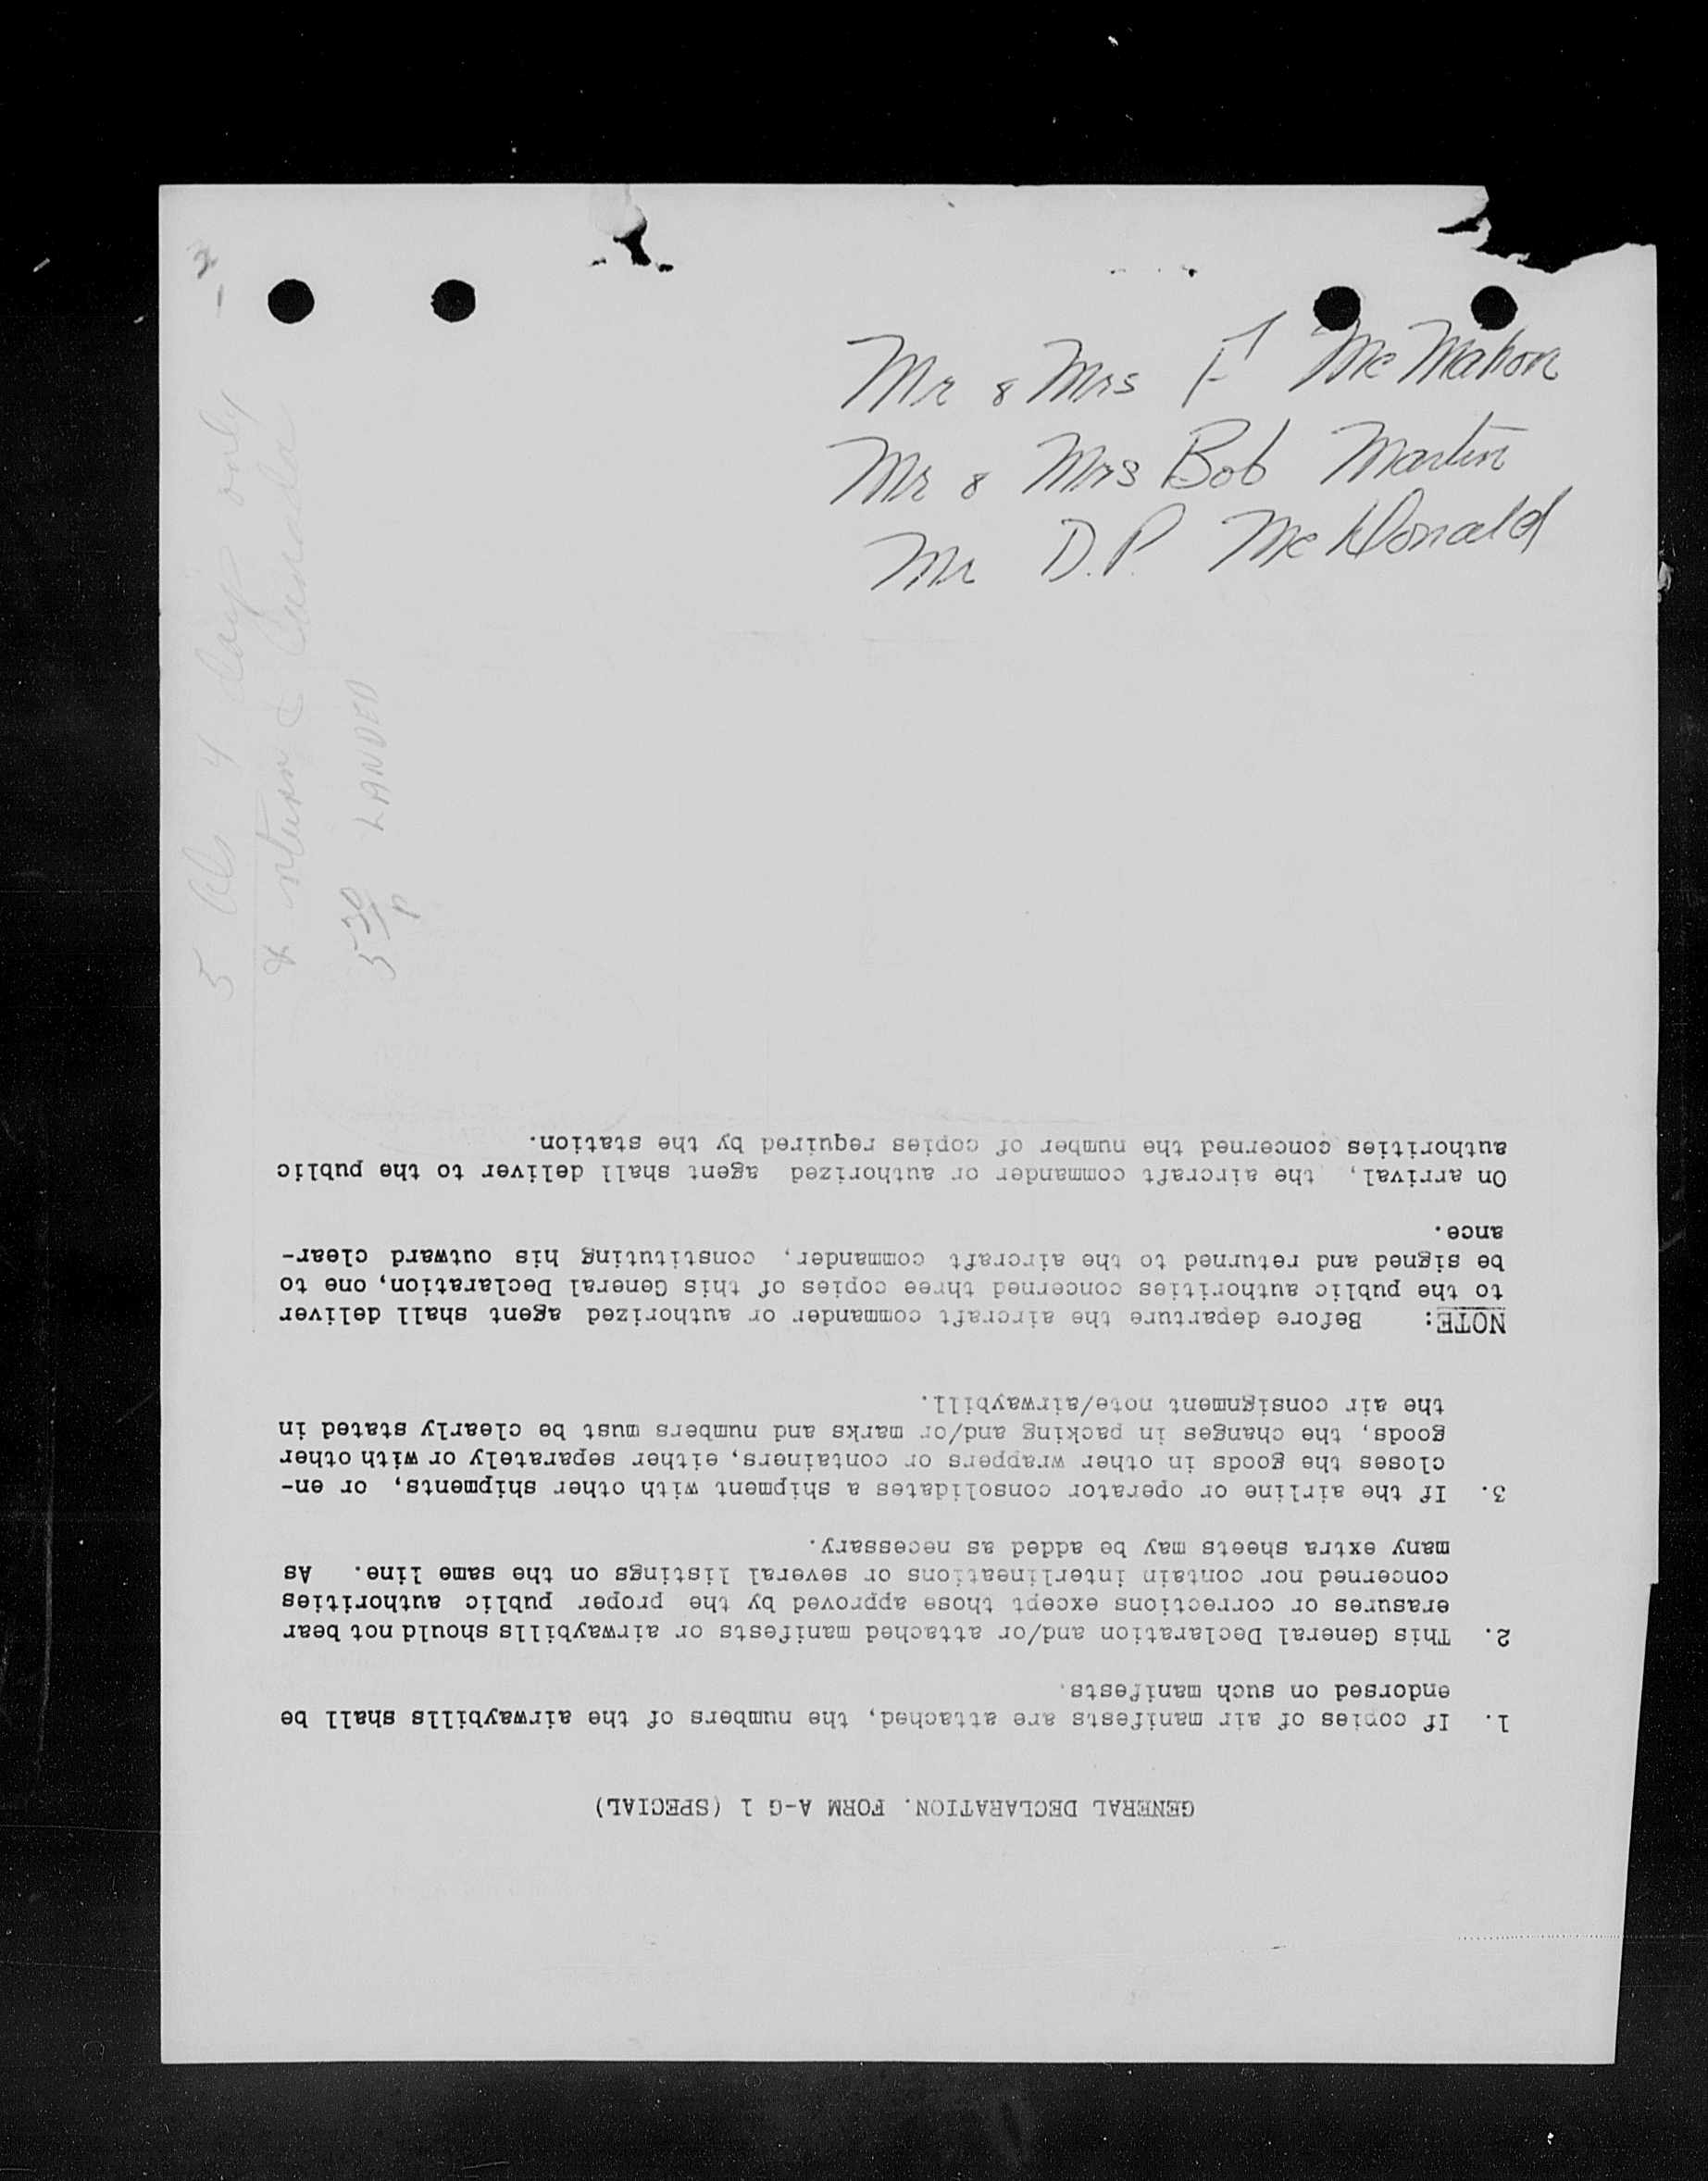 Mr & Mrs F McMahon
Mr & Mrs Bob Martin
Mr D.P. McDonald
4 days only
& return to Canada
5 30 P LANDED
GENERAL DECLARATION. FORM A-G 1 (SPECIAL)
1. If copies of air manifests are attached, the numbers of the airwaybills shall be
endorsed on such manifests.
2. This General Declaration and/or attached manifests or airwaybills should not bear
erasures or corrections except those approved by the proper public authorities
concerned nor contain interlineations or several listings on the same line. As
many extra sheets may be added as necessary.
3. If the airline or operator consolidates a shipment with other shipments, or en-
closes the goods in other wrappers or containers, either separately or with other
goods, the changes in packing and/or marks and numbers must be clearly stated in
the air consignment note/airwaybill.
NOTE: Before departure the aircraft commander or authorized agent shall deliver
to the public authorities concerned three copies of this General Declaration, one to
be signed and returned to the aircraft commander, constituting his outward clear-
ance.
On arrival, the aircraft commander or authorized agent shall deliver to the public
authorities concerned the number of copies required by the station.